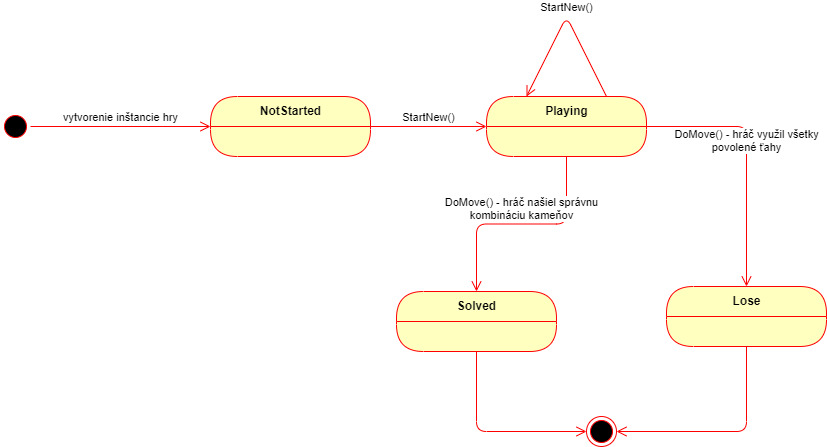 StartNew()
vytvorenie inštancie hry
NotStarted
StartNew()
Playing
DoMove() - hráč využil všetky
povolené ťahy
DoMove() - hráč našiel správnu
kombináciu kameňov
Solved
Lose